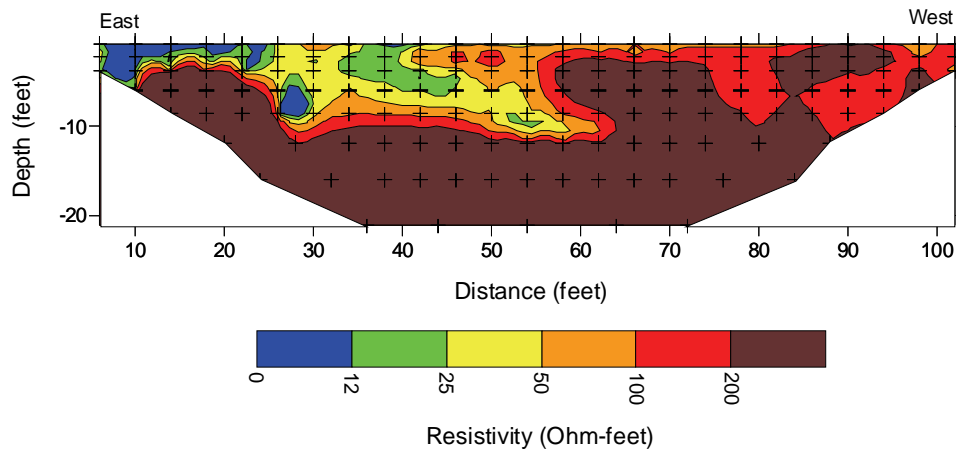 East West
Depth (feet)
-10
-20
10 20 30 40 50 60 70 80 90 100
Distance (feet)
0 12 25 50 100 200
Resistivity (Ohm-feet)